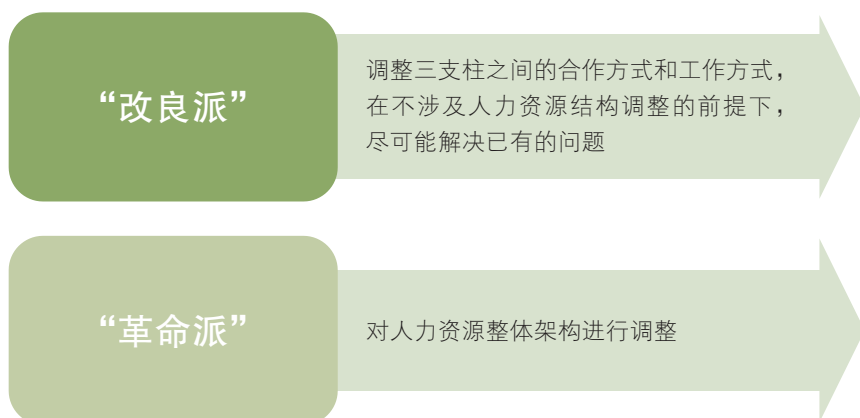 “改良派”
调整三支柱之间的合作方式和工作方式，
在不涉及人力资源结构调整的前提下，
尽可能解决已有的问题
“革命派”
对人力资源整体架构进行调整